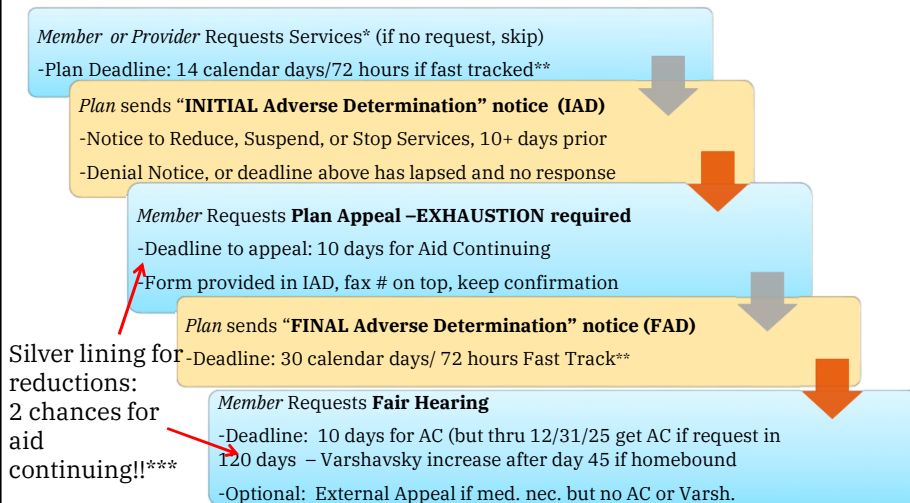 Member or Provider Requests Services* (if no request, skip)
-Plan Deadline: 14 calendar days/72 hours if fast tracked**
Plan sends “INITIAL Adverse Determination” notice (IAD)
-Notice to Reduce, Suspend, or Stop Services, 10+ days prior
-Denial Notice, or deadline above has lapsed and no response
Member Requests Plan Appeal –EXHAUSTION required
-Deadline to appeal: 10 days for Aid Continuing
-Form provided in IAD, fax # on top, keep confirmation
Plan sends “FINAL Adverse Determination” notice (FAD)
-Deadline: 30 calendar days/ 72 hours Fast Track**
Silver lining for
reductions:
2 chances for
aid
continuing!!***
Member Requests Fair Hearing
-Deadline: 10 days for AC (but thru 12/31/25 get AC if request in
120 days – Varshavsky increase after day 45 if homebound
-Optional: External Appeal if med. nec. but no AC or Varsh.